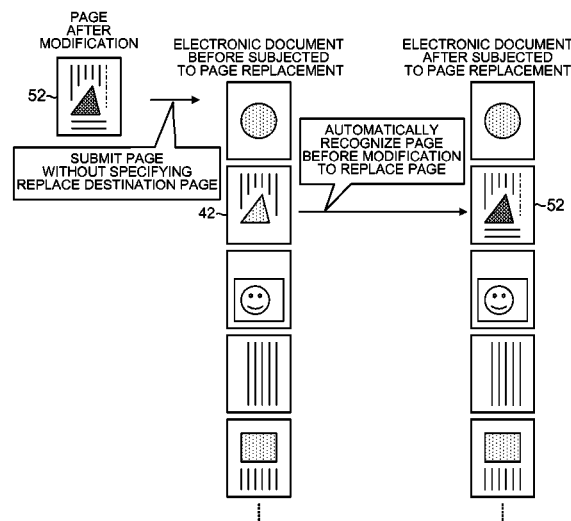 PAGE
AFTER
MODIFICATION
52
SUBMIT PAGE
WITHOUT SPECIFYING
REPLACE DESTINATION PAGE
ELECTRONIC DOCUMENT
BEFORE SUBJECTED
TO PAGE REPLACEMENT
42
AUTOMATICALLY
RECOGNIZE PAGE
BEFORE MODIFICATION
TO REPLACE PAGE
ELECTRONIC DOCUMENT
AFTER SUBJECTED
TO PAGE REPLACEMENT
52